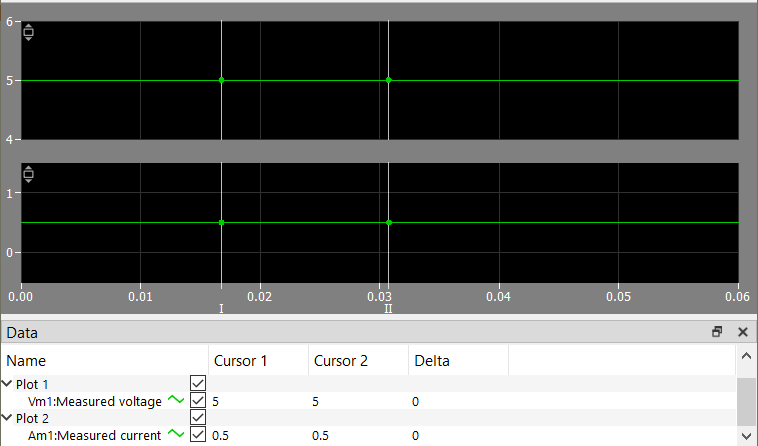 6
5
4
1
0
0.00 0.01 0.02 0.03 0.04 0.05 0.06
I II
Data
Name Cursor 1 Cursor 2 Delta
Plot 1
Vm1:Measured voltage 5 5 0
Plot 2
Am1:Measured current 0.5 0.5 0